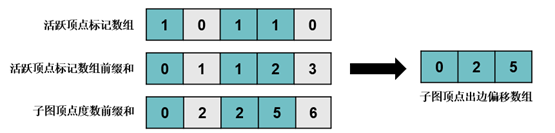 活跃顶点标记数组 1 0 1 1 0
活跃顶点标记数组前缀和 0 1 1 2 3
子图顶点度数前缀和 0 2 2 5 6
0 2 5
子图顶点出边偏移数组